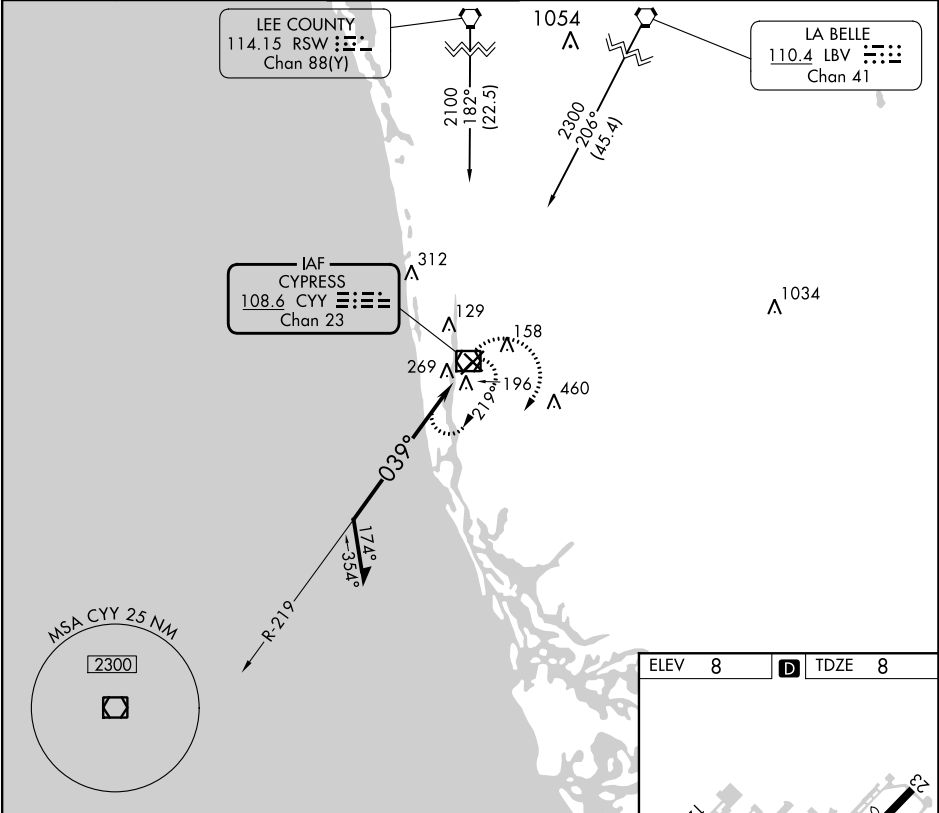 LEE COUNTY
114.15 RSW
Chan 88(Y)
1054
LA BELLE
110.4 LBV
Chan 41
2100
182°
(22.5)
2300
206°
(45.4)
IAF
CYPRESS
108.6 CYY
Chan 23
312
129
158
1034
269
196
460
219°
039°
174°
354°
R-219
MSA CYY 25 NM
2300
ELEV 8
D
TDZE 8
23